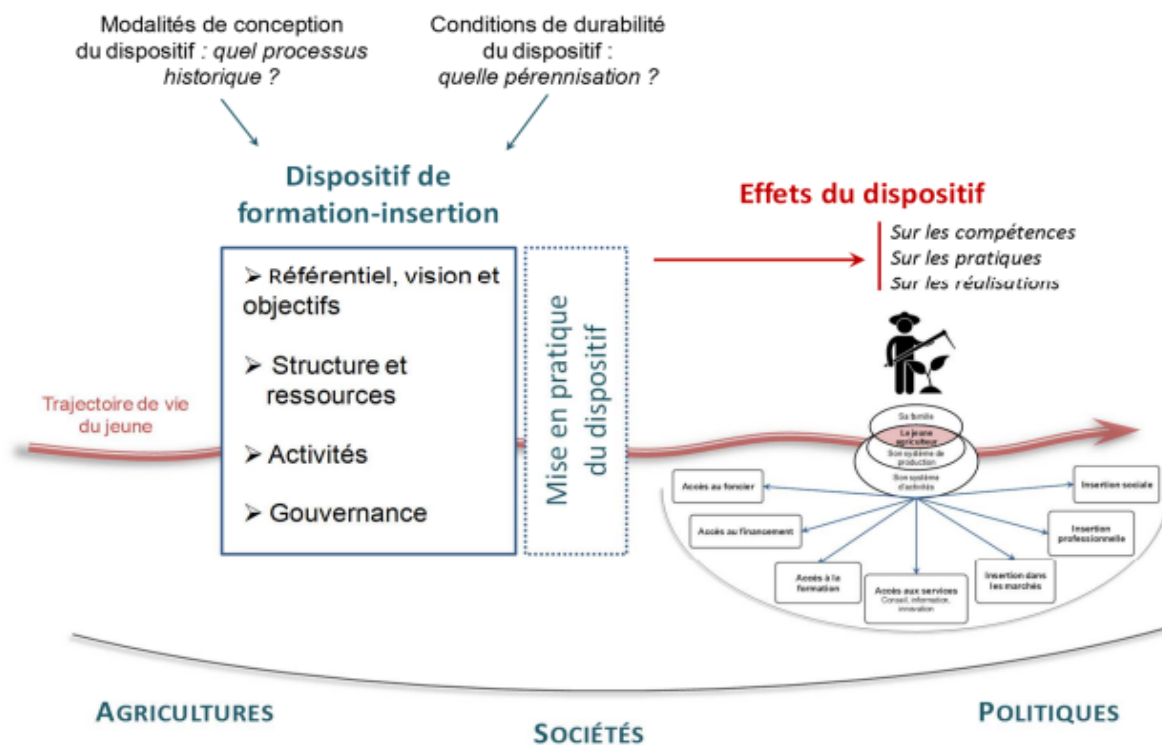 Modalités de conception
du dispositif : quel processus
historique ?
Conditions de durabilité
du dispositif :
quelle pérennisation ?
Dispositif de
formation-insertion
➢ Référentiel, vision et
objectifs
➢ Structure et
ressources
➢ Activités
➢ Gouvernance
Mise en pratique
du dispositif
Effets du dispositif
Sur les compétences
Sur les pratiques
Sur les réalisations
Trajectoire de vie
du jeune
Sa famille
Le jeune
agriculteur
Son système de
production
Son système
d'activités
Accès au foncier
Accès au financement
Accès à la
formation
Accès aux services
Conseil, information,
innovation
Insertion dans
les marchés
Insertion
professionnelle
Insertion sociale
AGRICULTURES
SOCIÉTÉS
POLITIQUES